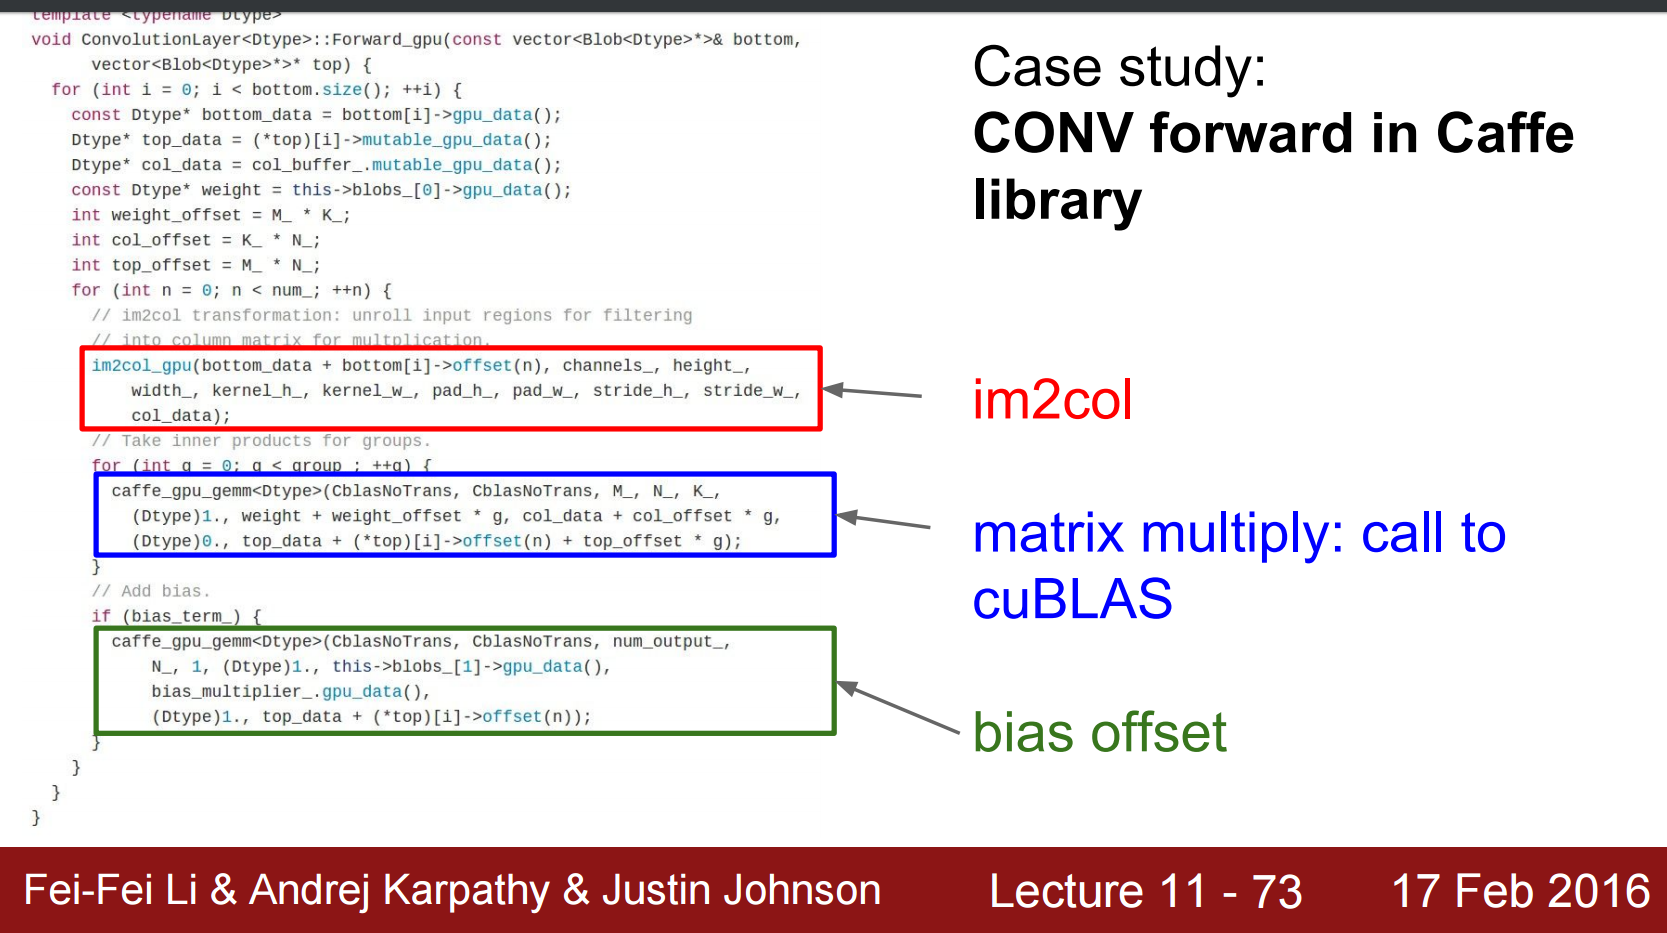 template <typename Dtype>
void ConvolutionLayer<Dtype>::Forward_gpu(const vector<Blob<Dtype>*>& bottom,
      vector<Blob<Dtype>*>* top) {
  for (int i = 0; i < bottom.size(); ++i) {
    const Dtype* bottom_data = bottom[i]->gpu_data();
    Dtype* top_data = (*top)[i]->mutable_gpu_data();
    Dtype* col_data = col_buffer_.mutable_gpu_data();
    const Dtype* weight = this->blobs_[0]->gpu_data();
    int weight_offset = M_ * K_;
    int col_offset = K_ * N_;
    int top_offset = M_ * N_;
    for (int n = 0; n < num_; ++n) {
      // im2col transformation: unroll input regions for filtering
      // into column matrix for multplication.
      im2col_gpu(bottom_data + bottom[i]->offset(n), channels_, height_,
          width_, kernel_h_, kernel_w_, pad_h_, pad_w_, stride_h_, stride_w_,
          col_data);
      // Take inner products for groups.
      for (int g = 0; g < group_; ++g) {
        caffe_gpu_gemm<Dtype>(CblasNoTrans, CblasNoTrans, M_, N_, K_,
          (Dtype)1., weight + weight_offset * g, col_data + col_offset * g,
          (Dtype)0., top_data + (*top)[i]->offset(n) + top_offset * g);
      }
      // Add bias.
      if (bias_term_) {
        caffe_gpu_gemm<Dtype>(CblasNoTrans, CblasNoTrans, num_output_,
            N_, 1, (Dtype)1., this->blobs_[1]->gpu_data(),
            bias_multiplier_.gpu_data(),
            (Dtype)1., top_data + (*top)[i]->offset(n));
      }
    }
  }
}
Case study:
CONV forward in Caffe
library
im2col
matrix multiply: call to
cuBLAS
bias offset
Fei-Fei Li & Andrej Karpathy & Justin Johnson Lecture 11 - 73 17 Feb 2016